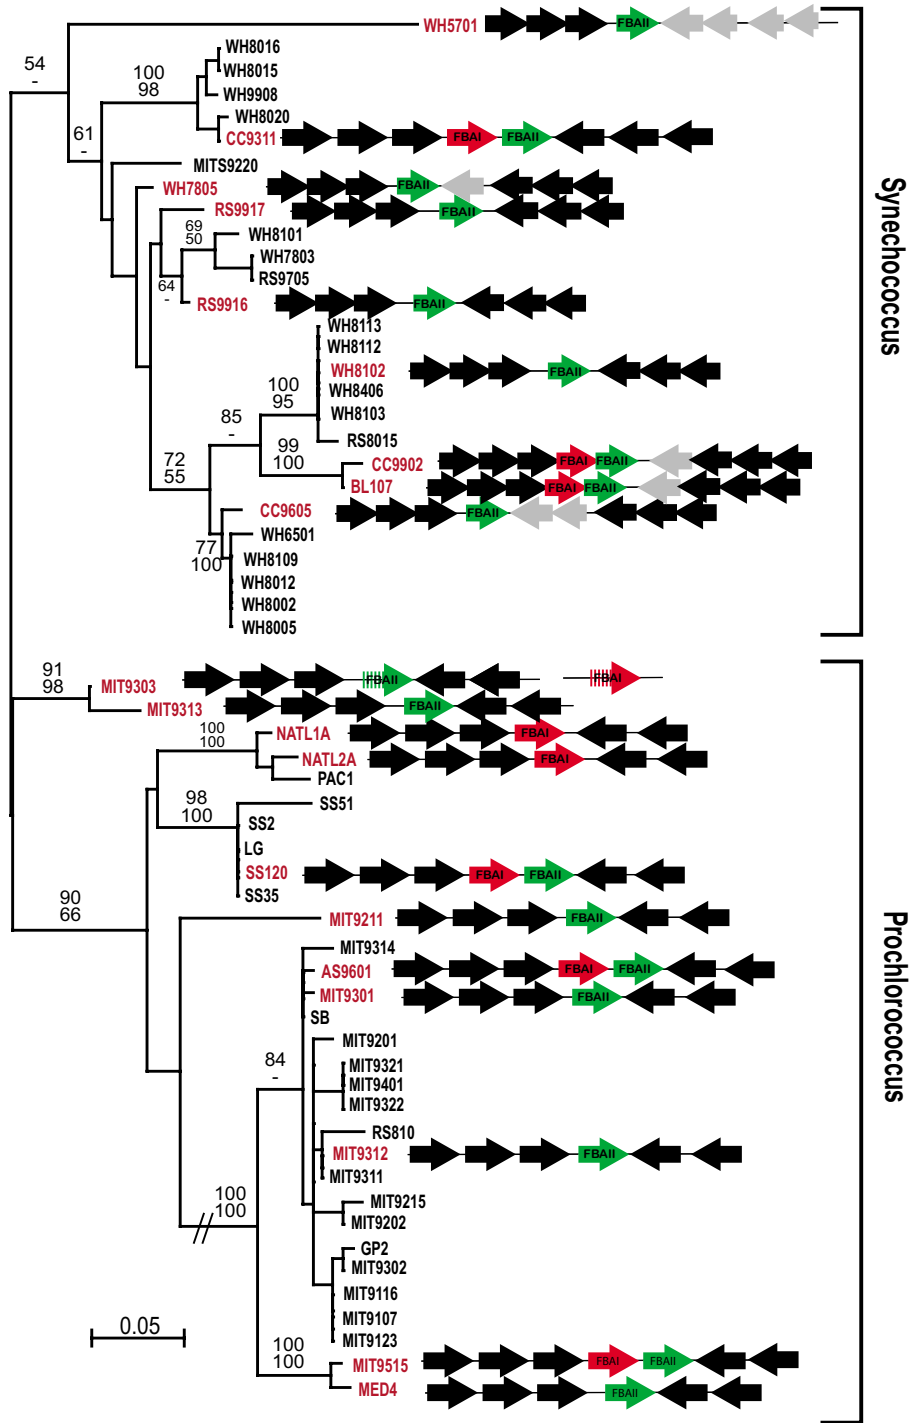 WH5701 FBAII
54
-
WH8016
100
98
WH8015
WH9908
WH8020
61
-
CC9311 FBAI FBAII
MITS9220
WH7805 FBAII
RS9917 FBAII
69
50
WH8101
WH7803
RS9705
64
-
RS9916 FBAII
WH8113
WH8112
WH8102 FBAII
100
95
WH8406
WH8103
85
-
RS8015
99
100
CC9902 FBAI FBAII
72
55
BL107 FBAI FBAII
CC9605 FBAII
WH6501
77
100
WH8109
WH8012
WH8002
WH8005
Synechococcus
91
98
MIT9303 FBAII FBAI
MIT9313 FBAII
100
100
NATL1A FBAI
NATL2A FBAI
PAC1
98
100
SS51
SS2
LG
SS120 FBAI FBAII
SS35
90
66
MIT9211 FBAII
MIT9314
AS9601 FBAI FBAII
MIT9301 FBAII
SB
MIT9201
84
-
MIT9321
MIT9401
MIT9322
RS810
MIT9312 FBAII
MIT9311
100
100
MIT9215
MIT9202
GP2
MIT9302
MIT9116
MIT9107
MIT9123
0.05
100
100
MIT9515 FBAI FBAII
MED4 FBAII
Prochlorococcus